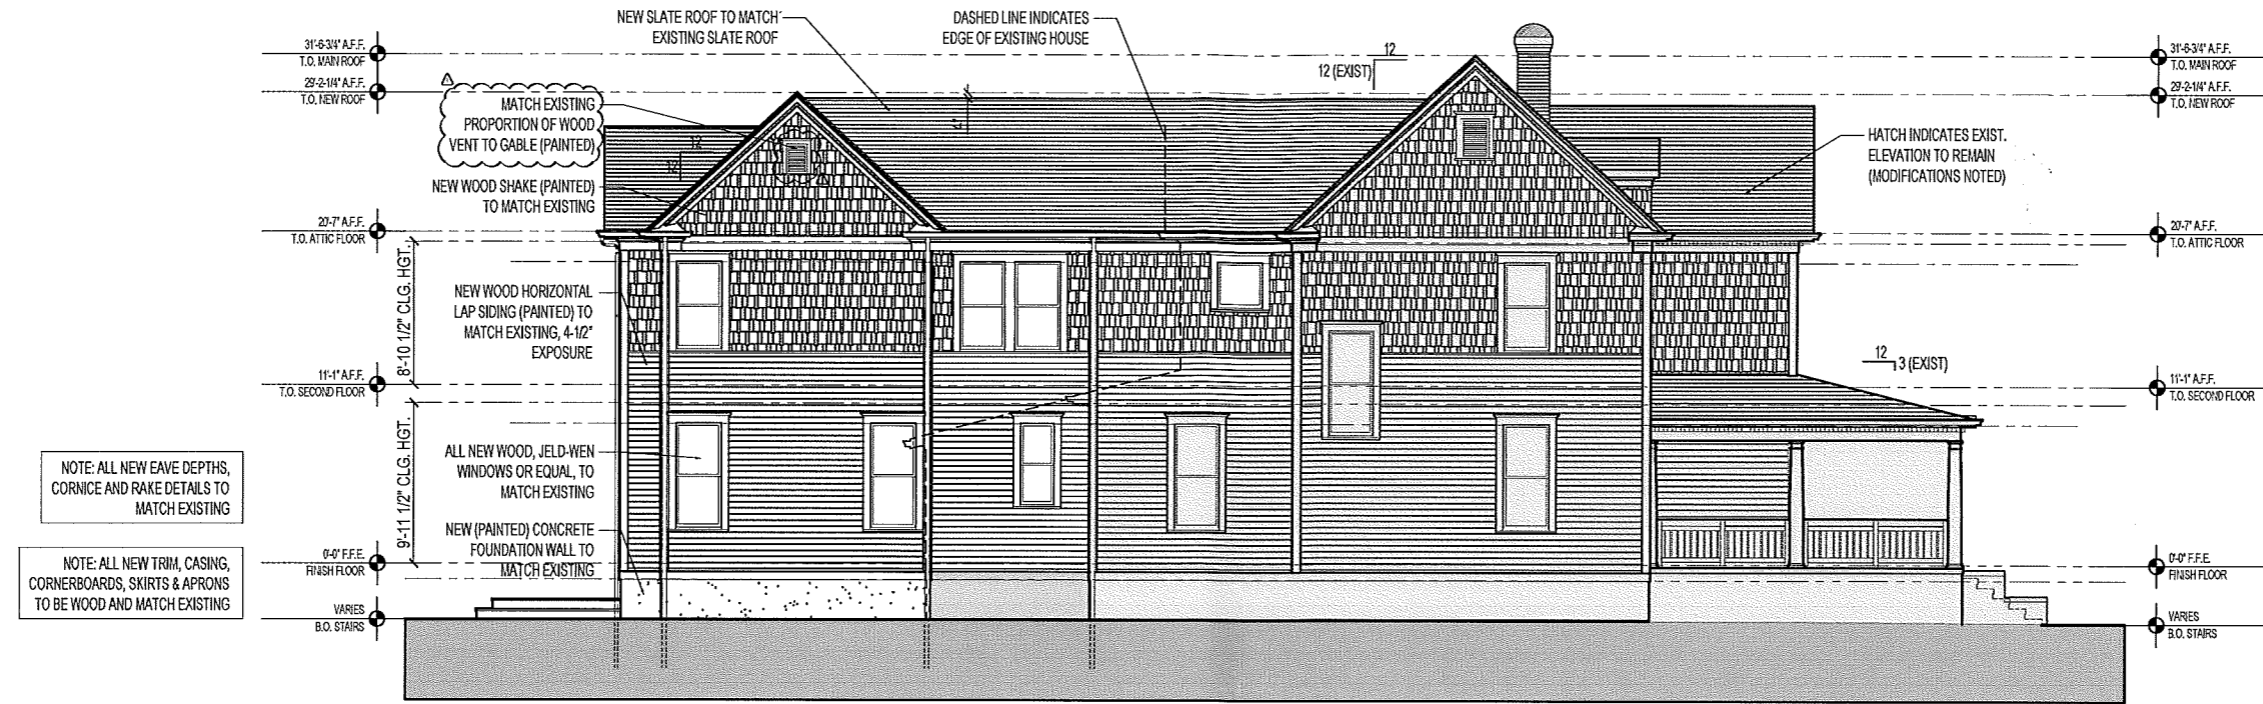 NEW SLATE ROOF TO MATCH
EXISTING SLATE ROOF
DASHED LINE INDICATES
EDGE OF EXISTING HOUSE
31'-6-3/4" A.F.F.
T.O. MAIN ROOF
29'-2-1/4" A.F.F.
T.O. NEW ROOF
MATCH EXISTING
PROPORTION OF WOOD
VENT TO GABLE (PAINTED)
12
12
NEW WOOD SHAKE (PAINTED)
TO MATCH EXISTING
20'-7" A.F.F.
T.O. ATTIC FLOOR
8'-10 1/2" CLG. HGT.
NEW WOOD HORIZONTAL
LAP SIDING (PAINTED) TO
MATCH EXISTING, 4-1/2"
EXPOSURE
11'-1" A.F.F.
T.O. SECOND FLOOR
9'-11 1/2" CLG. HGT.
ALL NEW WOOD, JELD-WEN
WINDOWS OR EQUAL, TO
MATCH EXISTING
NEW (PAINTED) CONCRETE
FOUNDATION WALL TO
MATCH EXISTING
0'-0" F.F.E.
FINISH FLOOR
VARIES
B.O. STAIRS
NOTE: ALL NEW EAVE DEPTHS,
CORNICE AND RAKE DETAILS TO
MATCH EXISTING
NOTE: ALL NEW TRIM, CASING,
CORNERBOARDS, SKIRTS & APRONS
TO BE WOOD AND MATCH EXISTING
12
12 (EXIST)
31'-6-3/4" A.F.F.
T.O. MAIN ROOF
29'-2-1/4" A.F.F.
T.O. NEW ROOF
HATCH INDICATES EXIST.
ELEVATION TO REMAIN
(MODIFICATIONS NOTED)
20'-7" A.F.F.
T.O. ATTIC FLOOR
12
3 (EXIST)
11'-1" A.F.F.
T.O. SECOND FLOOR
0'-0" F.F.E.
FINISH FLOOR
VARIES
B.O. STAIRS